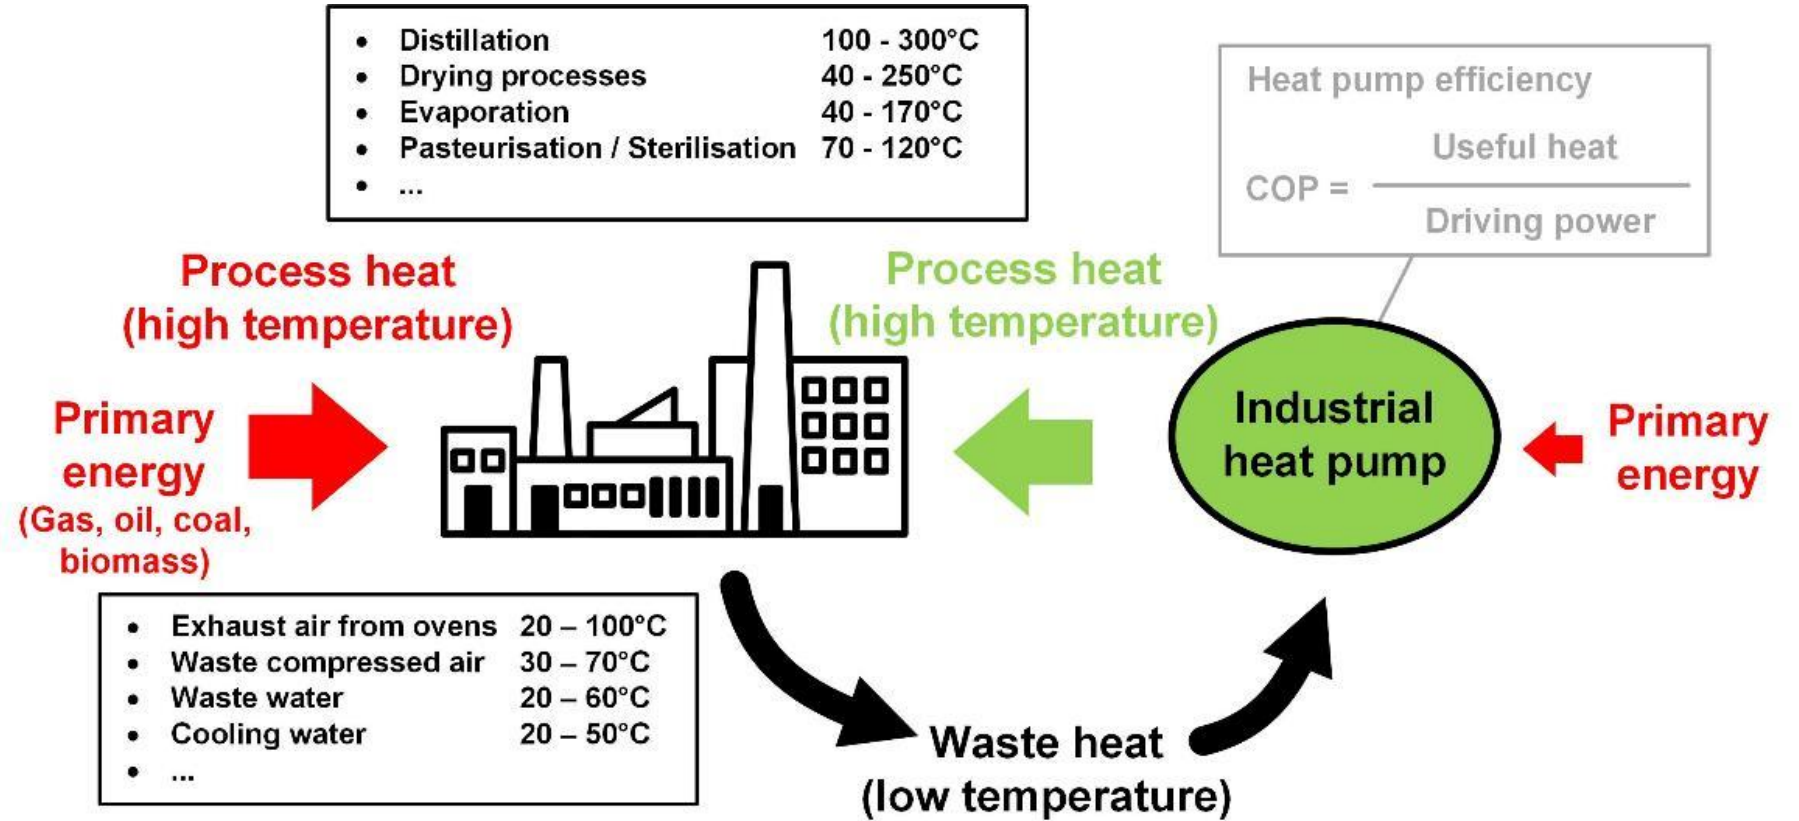 • Distillation 100 - 300°C
• Drying processes 40 - 250°C
• Evaporation 40 - 170°C
• Pasteurisation / Sterilisation 70 - 120°C
• ...
Heat pump efficiency
Useful heat
COP =
Driving power
Process heat
(high temperature)
Process heat
(high temperature)
Primary
energy
(Gas, oil, coal,
biomass)
Industrial
heat pump
Primary
energy
• Exhaust air from ovens 20 – 100°C
• Waste compressed air 30 – 70°C
• Waste water 20 – 60°C
• Cooling water 20 – 50°C
• ...
Waste heat
(low temperature)